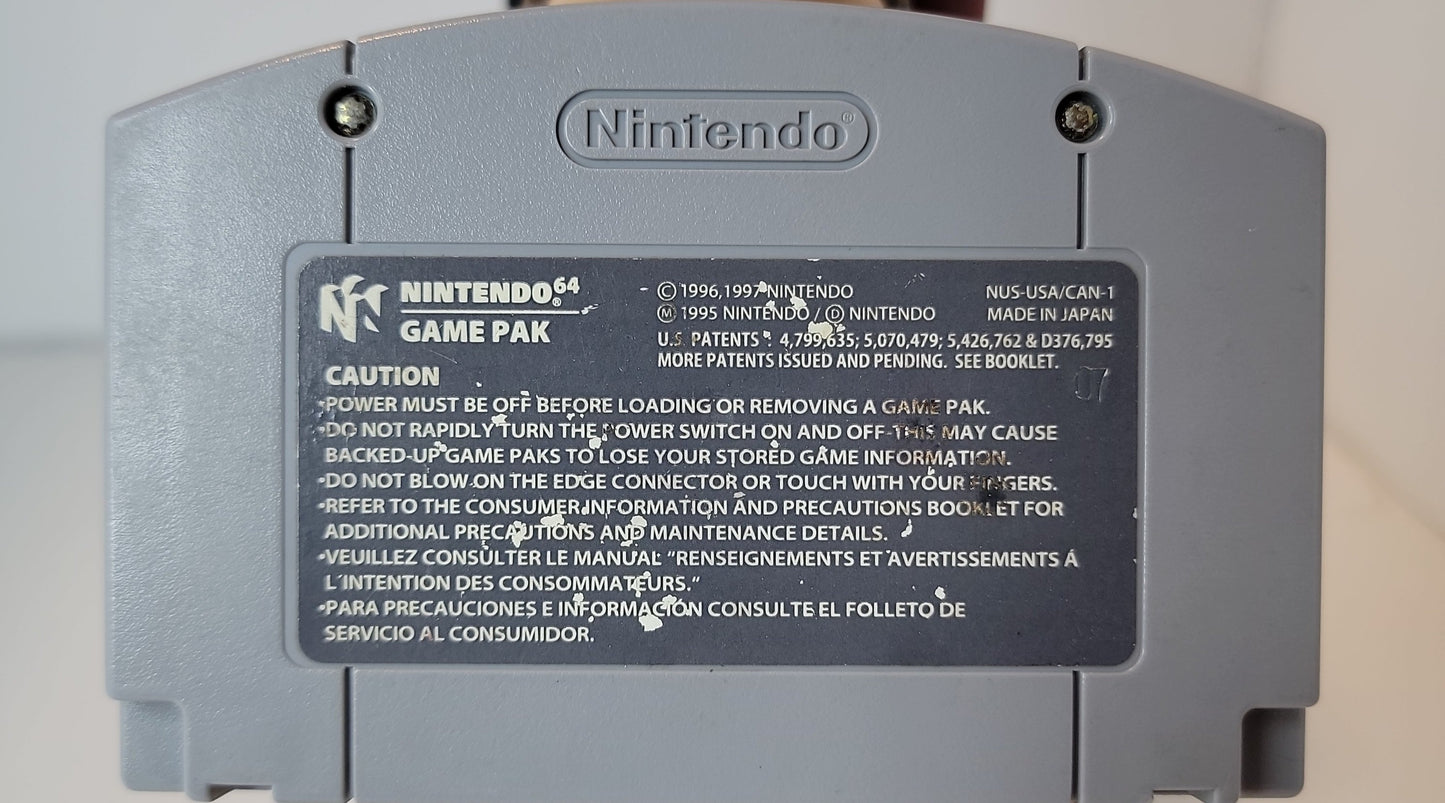 Nintendo®
NINTENDO®64
GAME PAK
© 1996,1997 NINTENDO
Ⓜ 1995 NINTENDO / Ⓓ NINTENDO
U.S. PATENTS : 4,799,635; 5,070,479; 5,426,762 & D376,795
MORE PATENTS ISSUED AND PENDING. SEE BOOKLET.
NUS-USA/CAN-1
MADE IN JAPAN
07
CAUTION
•POWER MUST BE OFF BEFORE LOADING OR REMOVING A GAME PAK.
•DO NOT RAPIDLY TURN THE POWER SWITCH ON AND OFF-THIS MAY CAUSE
BACKED-UP GAME PAKS TO LOSE YOUR STORED GAME INFORMATION.
•DO NOT BLOW ON THE EDGE CONNECTOR OR TOUCH WITH YOUR FINGERS.
•REFER TO THE CONSUMER INFORMATION AND PRECAUTIONS BOOKLET FOR
ADDITIONAL PRECAUTIONS AND MAINTENANCE DETAILS.
•VEUILLEZ CONSULTER LE MANUAL "RENSEIGNEMENTS ET AVERTISSEMENTS Á
L'INTENTION DES CONSOMMATEURS."
•PARA PRECAUCIONES E INFORMACIÓN CONSULTE EL FOLLETO DE
SERVICIO AL CONSUMIDOR.